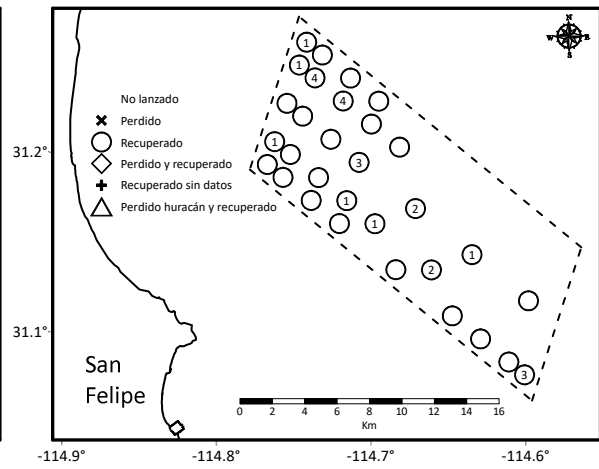 N
W E
S
1
1
4
4
1
3
1
2
1
1
2
3
No lanzado
Perdido
Recuperado
Perdido y recuperado
Recuperado sin datos
Perdido huracán y recuperado
31.2°
31.1°
San
Felipe
0 2 4 6 8 10 12 14 16
Km
-114.9° -114.8° -114.7° -114.6°